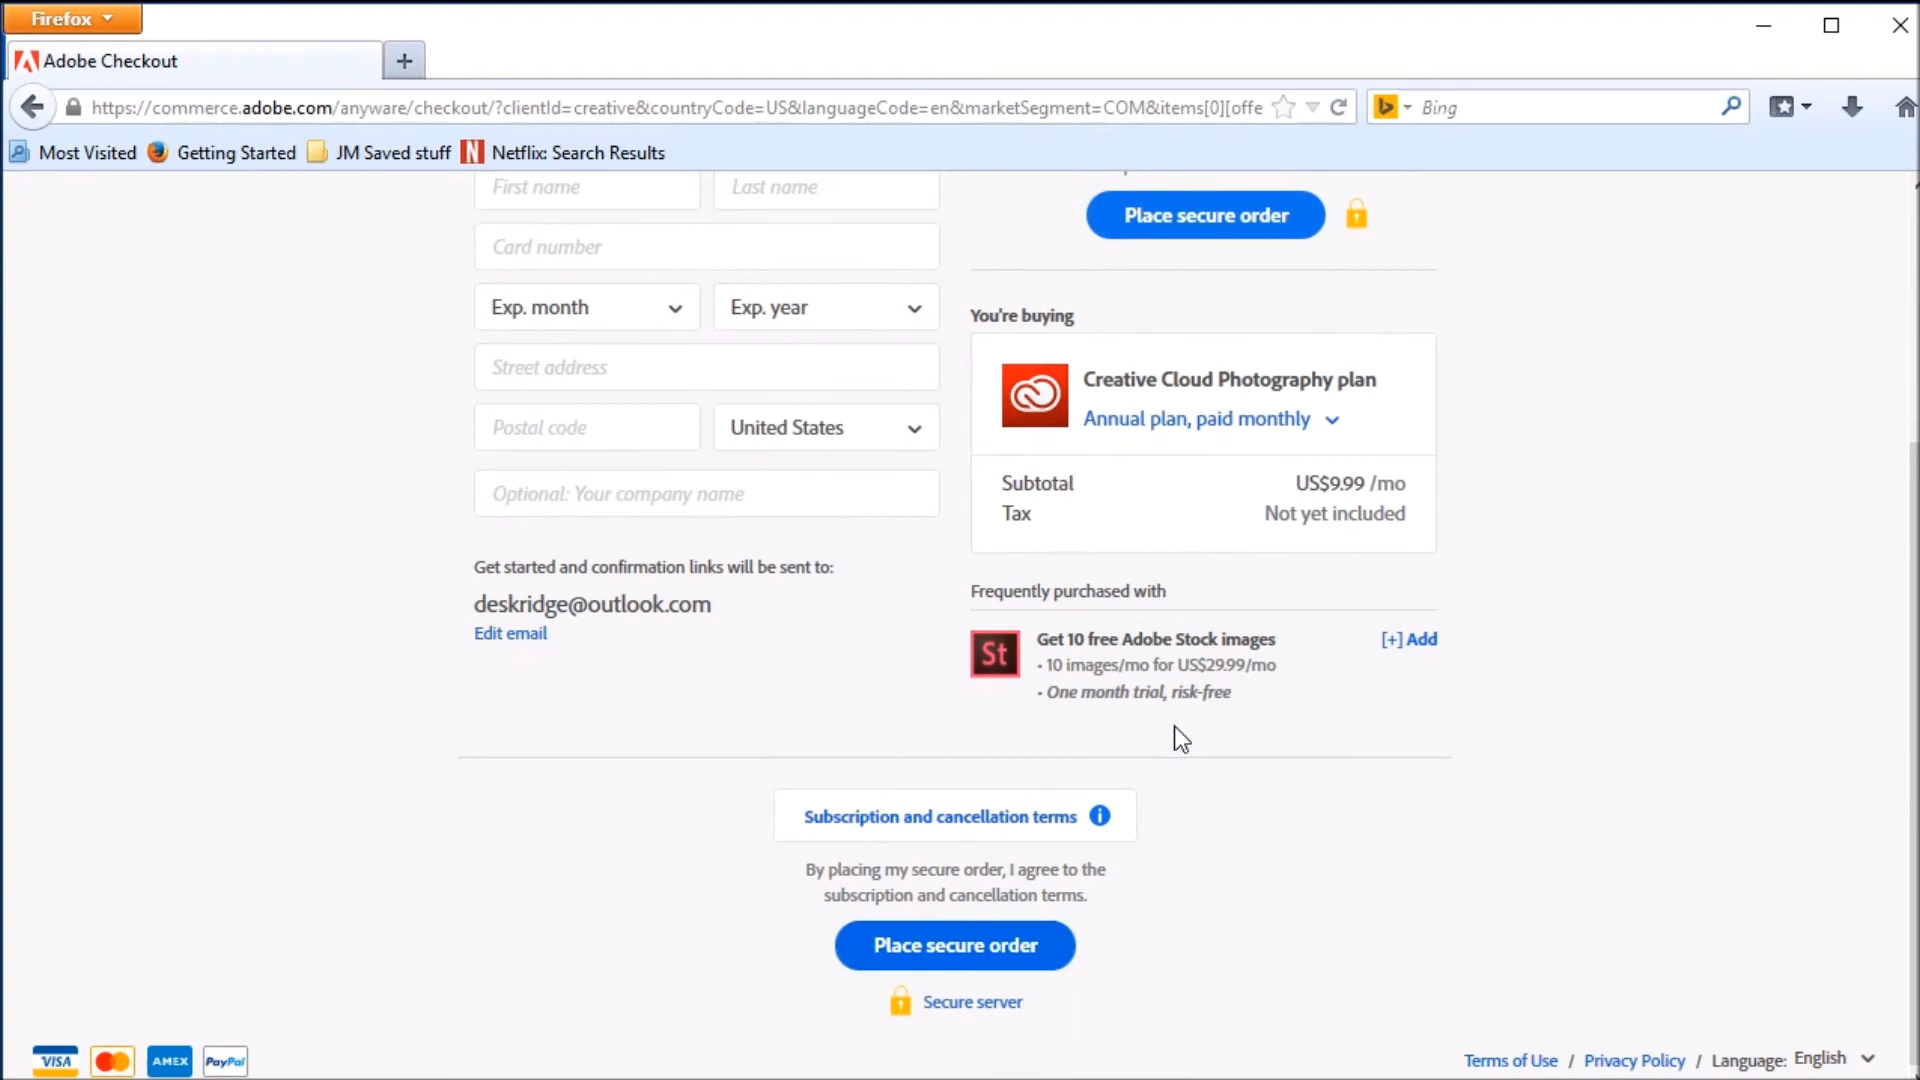 Firefox
Adobe Checkout
https://commerce.adobe.com/anyware/checkout/?clientId=creative&countryCode=US&languageCode=en&marketSegment=COM&items[0][offe
Bing
Most Visited
Getting Started
JM Saved stuff
N
Netflix: Search Results
First name
Last name
Card number
Exp. month
Exp. year
Street address
Postal code
United States
Optional: Your company name
Get started and confirmation links will be sent to:
deskridge@outlook.com
Edit email
Place secure order
You're buying
Creative Cloud Photography plan
Annual plan, paid monthly
Subtotal US$9.99 /mo
Tax Not yet included
Frequently purchased with
St
Get 10 free Adobe Stock images
[+] Add
• 10 images/mo for US$29.99/mo
• One month trial, risk-free
Subscription and cancellation terms
By placing my secure order, I agree to the
subscription and cancellation terms.
Place secure order
Secure server
VISA
AMEX
PayPal
Terms of Use / Privacy Policy / Language: English